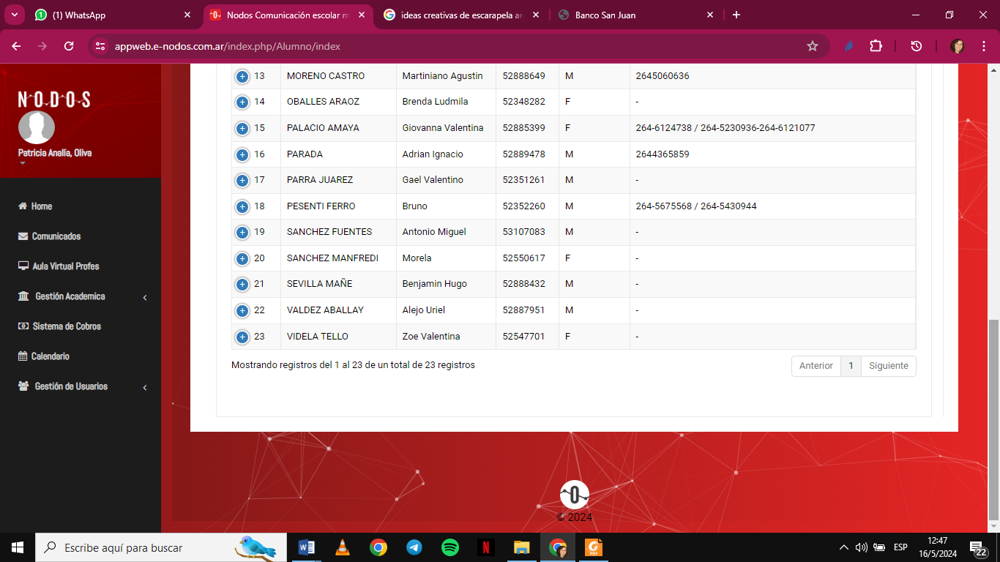 (1) WhatsApp
Nodos Comunicación escolar m
ideas creativas de escarapela ar
Banco San Juan
appweb.e-nodos.com.ar/index.php/Alumno/index
NODOS
Patricia Analía, Oliva
Home
Comunicados
Aula Virtual Profes
Gestión Academica
Sistema de Cobros
Calendario
Gestión de Usuarios
13 MORENO CASTRO Martiniano Agustin 52888649 M 2645060636
14 OBALLES ARAOZ Brenda Ludmila 52348282 F -
15 PALACIO AMAYA Giovanna Valentina 52885399 F 264-6124738 / 264-5230936-264-6121077
16 PARADA Adrian Ignacio 52889478 M 2644365859
17 PARRA JUAREZ Gael Valentino 52351261 M -
18 PESENTI FERRO Bruno 52352260 M 264-5675568 / 264-5430944
19 SANCHEZ FUENTES Antonio Miguel 53107083 M -
20 SANCHEZ MANFREDI Morela 52550617 F -
21 SEVILLA MAÑE Benjamin Hugo 52888432 M -
22 VALDEZ ABALLAY Alejo Uriel 52887951 M -
23 VIDELA TELLO Zoe Valentina 52547701 F -
Mostrando registros del 1 al 23 de un total de 23 registros
Anterior 1 Siguiente
© 2024
Escribe aquí para buscar
ESP
12:47
16/5/2024
22